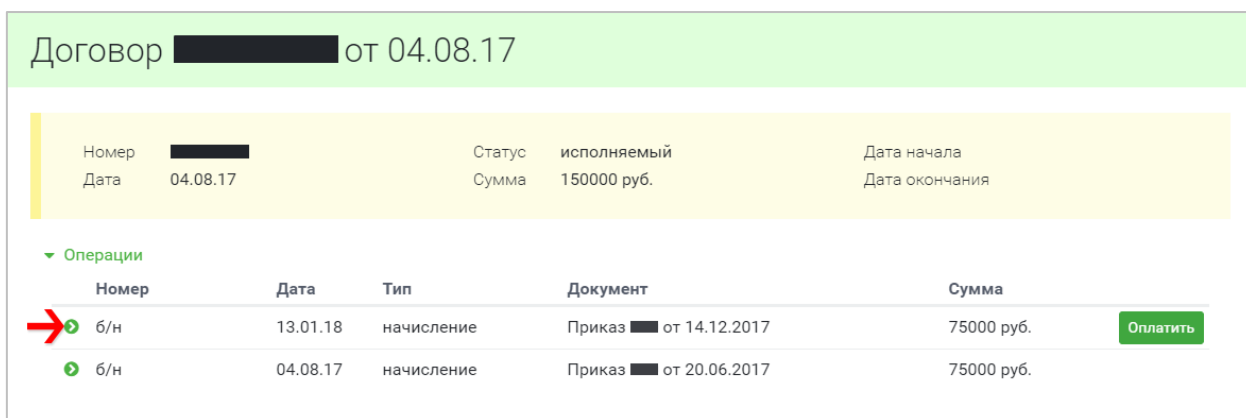 Договор от 04.08.17
Номер Статус исполняемый Дата начала
Дата 04.08.17 Сумма 150000 руб. Дата окончания
Операции
Номер Дата Тип Документ Сумма
б/н 13.01.18 начисление Приказ от 14.12.2017 75000 руб. Оплатить
б/н 04.08.17 начисление Приказ от 20.06.2017 75000 руб.